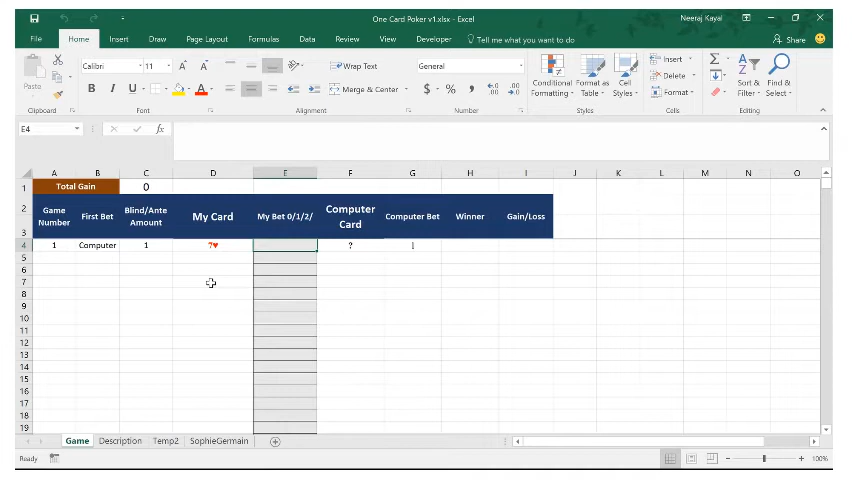 One Card Poker v1.xlsx - Excel
Neeraj Kayal
File Home Insert Draw Page Layout Formulas Data Review View Developer Tell me what you want to do Share
Paste
Calibri 11 A A
Wrap Text
General
B I U A
Merge & Center
$ % ,
Conditional Formatting
Format as Table
Cell Styles
Insert
Delete
Format
Sort & Filter
Find & Select
Clipboard Font Alignment Number Styles Cells Editing
E4 fx
A B C D E F G H I J K L M N O
1 Total Gain 0
2
3
Game Number
First Bet
Blind/Ante Amount
My Card
My Bet 0/1/2/
Computer Card
Computer Bet
Winner
Gain/Loss
4 1 Computer 1 7♥ ? 1
5
6
7
8
9
10
11
12
13
14
15
16
17
18
19
Game Description Temp2 SophieGermain
Ready
100%